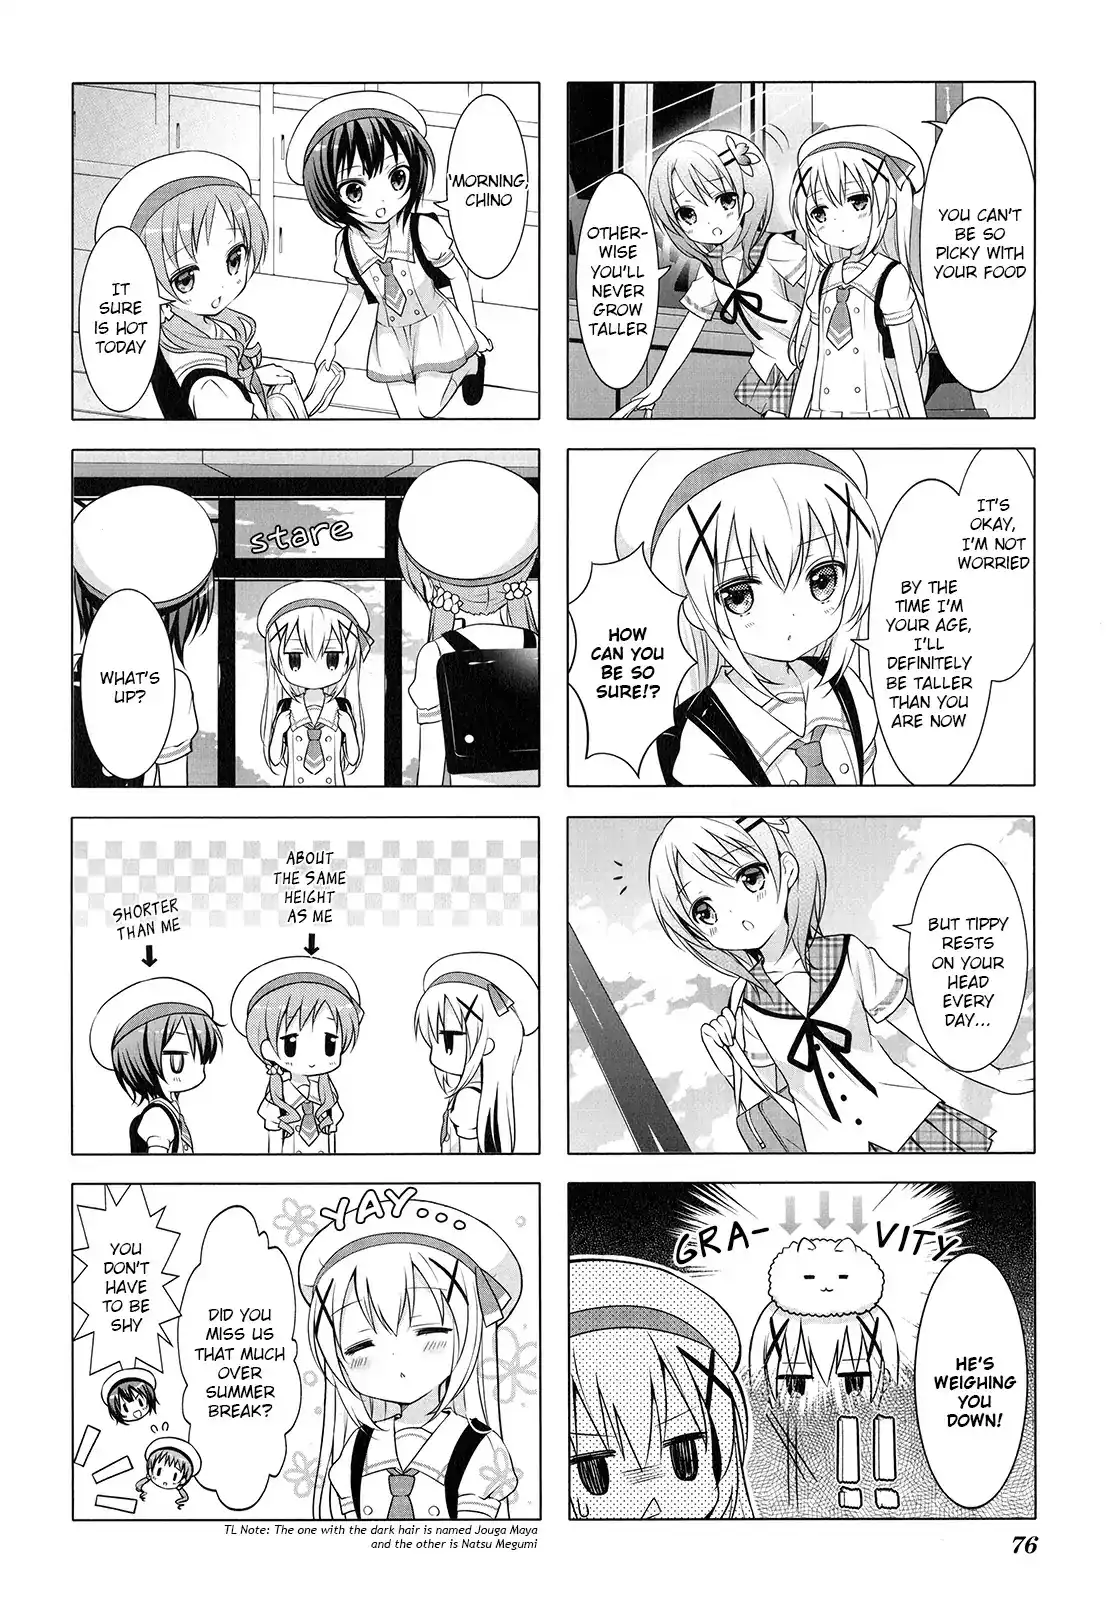 YOU CAN'T
BE SO
PICKY WITH
YOUR FOOD
OTHER-
WISE YOU'LL
NEVER
GROW
TALLER
IT'S
OKAY,
I'M NOT
WORRIED
BY THE
TIME I'M
YOUR AGE,
I'LL
DEFINITELY
BE TALLER
THAN YOU
ARE NOW
HOW
CAN YOU
BE SO
SURE!?
BUT TIPPY
RESTS
ON YOUR
HEAD
EVERY
DAY...
GRA-
VITY
HE'S
WEIGHING
YOU
DOWN!
'MORNING,
CHINO
IT
SURE
IS HOT
TODAY
stare
WHAT'S
UP?
ABOUT
THE SAME
HEIGHT
AS ME
SHORTER
THAN ME
YAY...
DID YOU
MISS US
THAT MUCH
OVER
SUMMER
BREAK?
YOU
DON'T
HAVE
TO BE
SHY
TL Note: The one with the dark hair is named Jouga Maya
and the other is Natsu Megumi
76